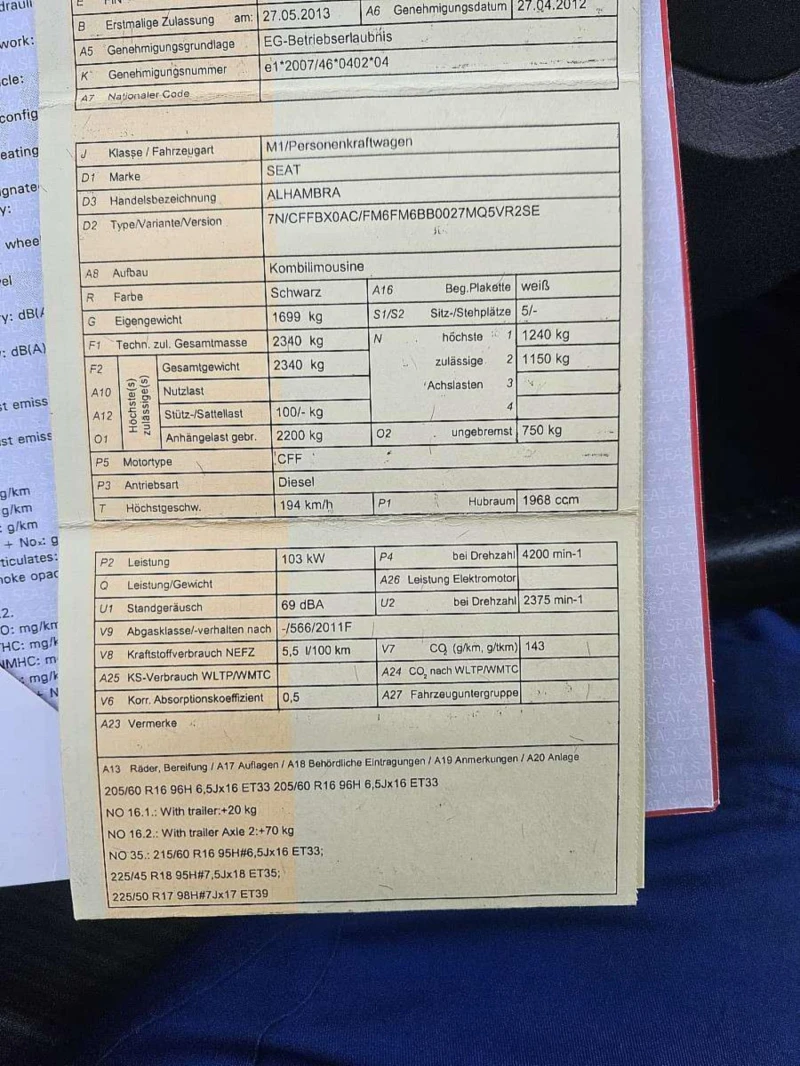 B Erstmalige Zulassung am: 27.05.2013 A6 Genehmigungsdatum 27.04.2012
A5 Genehmigungsgrundlage EG-Betriebserlaubnis
K Genehmigungsnummer e1*2007/46*0402*04
A7 Nationaler Code
J Klasse / Fahrzeugart M1/Personenkraftwagen
D1 Marke SEAT
D3 Handelsbezeichnung ALHAMBRA
D2 Type/Variante/Version 7N/CFFBX0AC/FM6FM6BB0027MQ5VR2SE
A8 Aufbau Kombilimousine
R Farbe Schwarz A16 Beg.Plakette weiß
G Eigengewicht 1699 kg S1/S2 Sitz-/Stehplätze 5/-
F1 Techn. zul. Gesamtmasse 2340 kg N höchste 1 1240 kg
F2 Höchste(s) zulässige(s) Gesamtgewicht 2340 kg zulässige 2 1150 kg
A10 Nutzlast Achslasten 3
A12 Stütz-/Sattellast 100/- kg 4
O1 Anhängelast gebr. 2200 kg O2 ungebremst 750 kg
P5 Motortype CFF
P3 Antriebsart Diesel
T Höchstgeschw. 194 km/h P1 Hubraum 1968 ccm
P2 Leistung 103 kW P4 bei Drehzahl 4200 min-1
Q Leistung/Gewicht A26 Leistung Elektromotor
U1 Standgeräusch 69 dBA U2 bei Drehzahl 2375 min-1
V9 Abgasklasse/-verhalten nach -/566/2011F
V8 Kraftstoffverbrauch NEFZ 5,5 l/100 km V7 CO2 (g/km, g/tkm) 143
A25 KS-Verbrauch WLTP/WMTC A24 CO2 nach WLTP/WMTC
V6 Korr. Absorptionskoeffizient 0,5 A27 Fahrzeuguntergruppe
A23 Vermerke
A13 Räder, Bereifung / A17 Auflagen / A18 Behördliche Eintragungen / A19 Anmerkungen / A20 Anlage
205/60 R16 96H 6,5Jx16 ET33 205/60 R16 96H 6,5Jx16 ET33
NO 16.1.: With trailer:+20 kg
NO 16.2.: With trailer Axle 2:+70 kg
NO 35.: 215/60 R16 95H#6,5Jx16 ET33;
225/45 R18 95H#7,5Jx18 ET35;
225/50 R17 98H#7Jx17 ET39